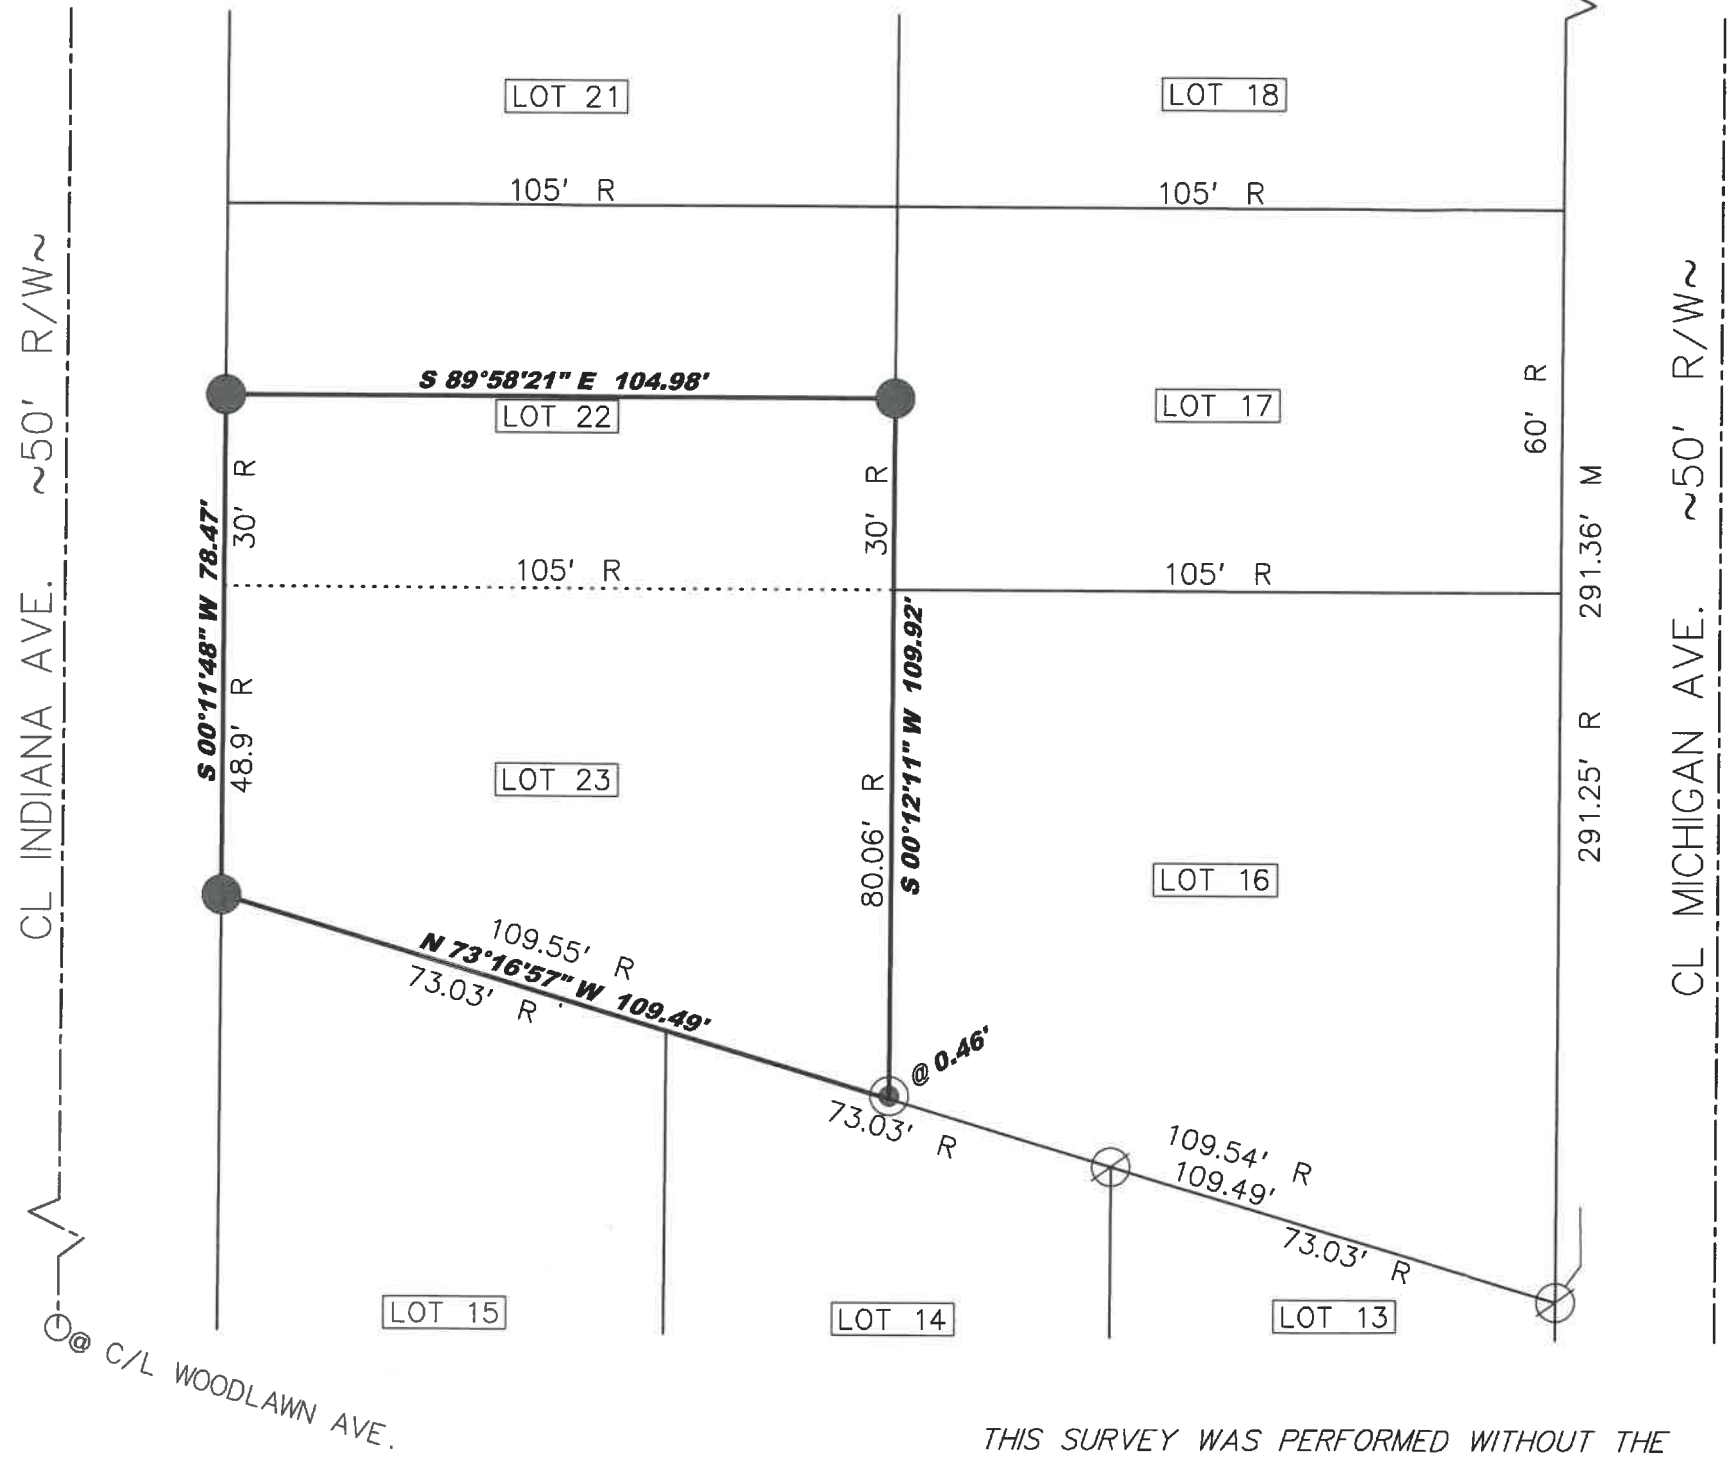 LOT 21
LOT 18
105' R
105' R
CL INDIANA AVE. ~50' R/W~
CL MICHIGAN AVE. ~50' R/W~
S 89°58'21" E 104.98'
LOT 22
LOT 17
60' R
30' R
30' R
291.36' M
S 00°11'48" W 78.47'
105' R
105' R
S 00°12'11" W 109.92'
48.9' R
291.25' R
LOT 23
80.06' R
LOT 16
109.55' R
N 73°16'57" W 109.49'
73.03' R
@ 0.46'
73.03' R
109.54' R
109.49'
73.03' R
LOT 15
LOT 14
LOT 13
@ C/L WOODLAWN AVE.
THIS SURVEY WAS PERFORMED WITHOUT THE